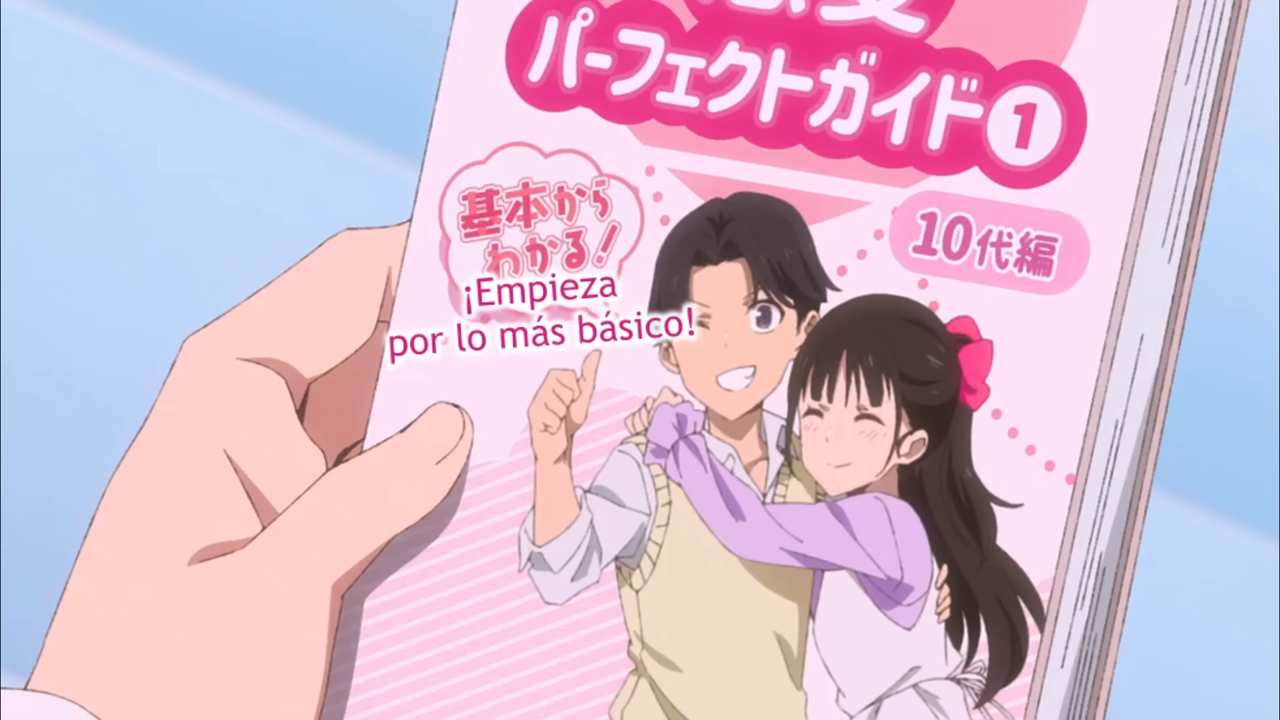 パーフェクトガイド①
基本から
わかる!
10代編
¡Empieza
por lo más básico!